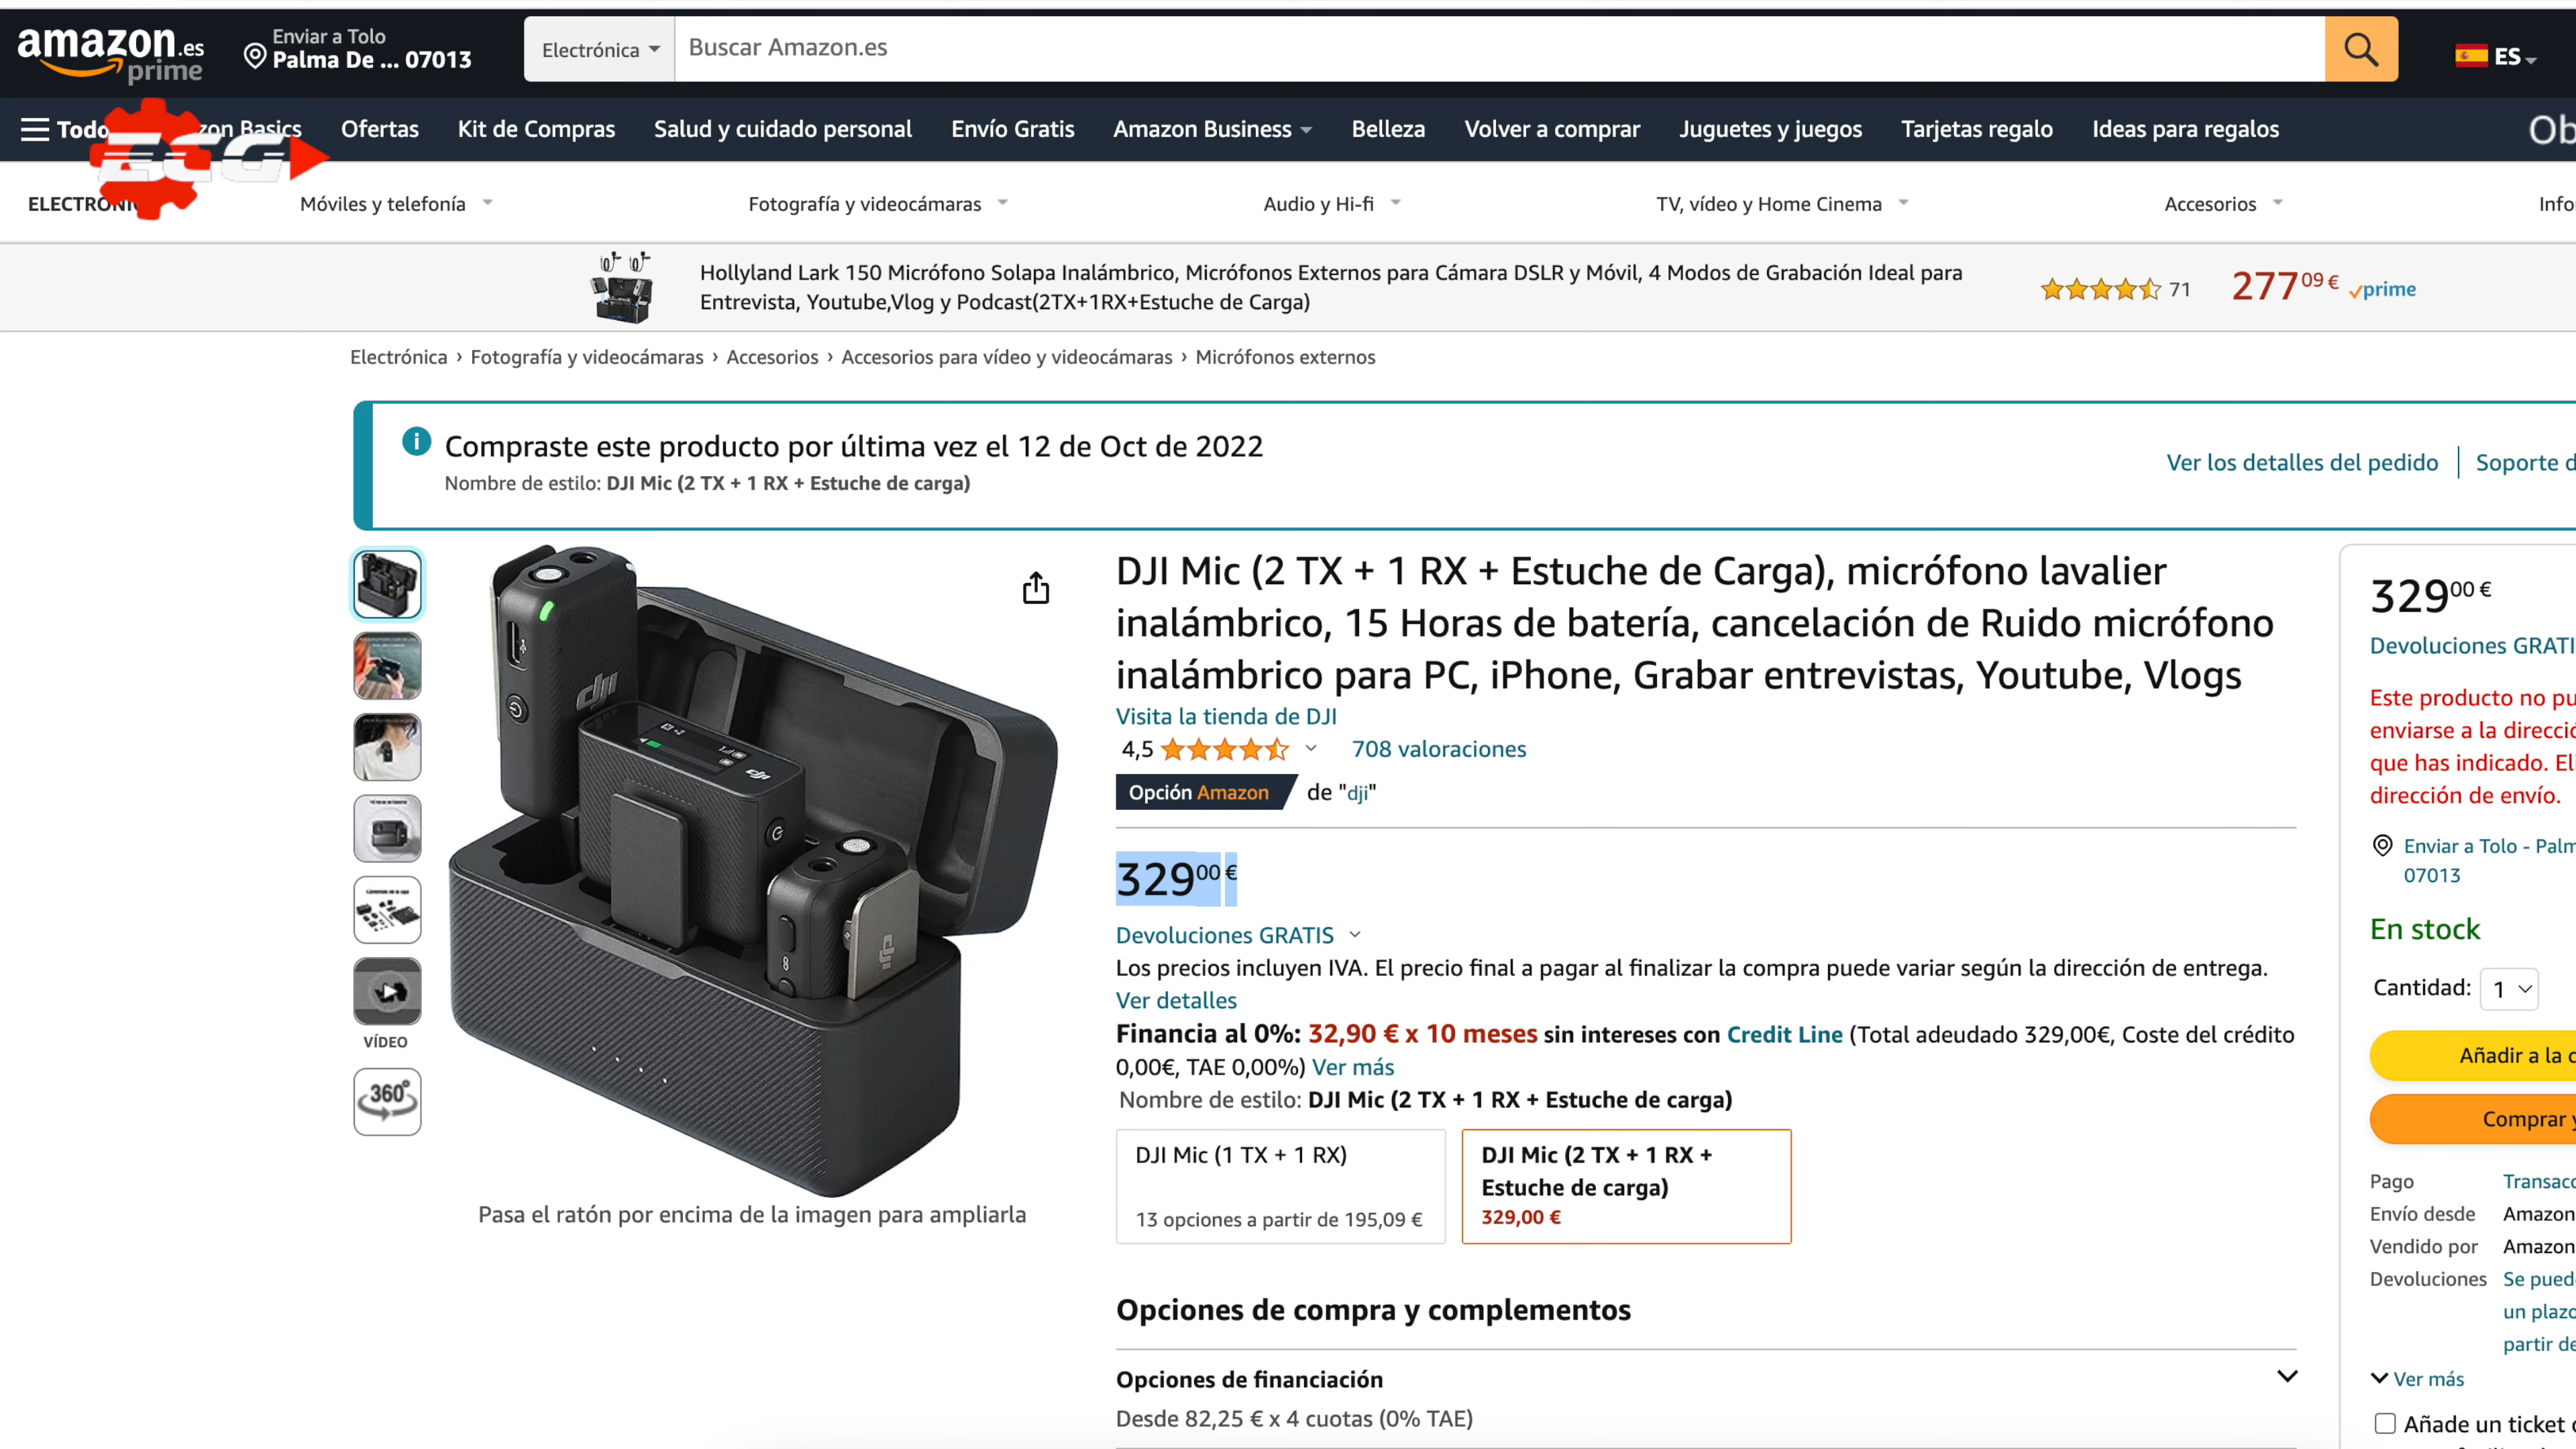 amazon.es
prime
Enviar a Tolo
Palma De ... 07013
Electrónica
Buscar Amazon.es
ES
Todo
zon Basics
Ofertas
Kit de Compras
Salud y cuidado personal
Envío Gratis
Amazon Business
Belleza
Volver a comprar
Juguetes y juegos
Tarjetas regalo
Ideas para regalos
Ob
ECG
ELECTRÓNI
Móviles y telefonía
Fotografía y videocámaras
Audio y Hi-fi
TV, vídeo y Home Cinema
Accesorios
Info
Hollyland Lark 150 Micrófono Solapa Inalámbrico, Micrófonos Externos para Cámara DSLR y Móvil, 4 Modos de Grabación Ideal para
Entrevista, Youtube,Vlog y Podcast(2TX+1RX+Estuche de Carga)
71
277 09 €
prime
Electrónica › Fotografía y videocámaras › Accesorios › Accesorios para vídeo y videocámaras › Micrófonos externos
Compraste este producto por última vez el 12 de Oct de 2022
Nombre de estilo: DJI Mic (2 TX + 1 RX + Estuche de carga)
Ver los detalles del pedido
Soporte d
VÍDEO
360°
dji
dji
dji
Pasa el ratón por encima de la imagen para ampliarla
DJI Mic (2 TX + 1 RX + Estuche de Carga), micrófono lavalier
inalámbrico, 15 Horas de batería, cancelación de Ruido micrófono
inalámbrico para PC, iPhone, Grabar entrevistas, Youtube, Vlogs
Visita la tienda de DJI
4,5
708 valoraciones
Opción Amazon de "dji"
329 00 €
Devoluciones GRATIS
Los precios incluyen IVA. El precio final a pagar al finalizar la compra puede variar según la dirección de entrega.
Ver detalles
Financia al 0%: 32,90 € x 10 meses sin intereses con Credit Line (Total adeudado 329,00€, Coste del crédito
0,00€, TAE 0,00%) Ver más
Nombre de estilo: DJI Mic (2 TX + 1 RX + Estuche de carga)
DJI Mic (1 TX + 1 RX)
13 opciones a partir de 195,09 €
DJI Mic (2 TX + 1 RX +
Estuche de carga)
329,00 €
Opciones de compra y complementos
Opciones de financiación
Desde 82,25 € x 4 cuotas (0% TAE)
329 00 €
Devoluciones GRATI
Este producto no pu
enviarse a la direcció
que has indicado. El
dirección de envío.
Enviar a Tolo - Palm
07013
En stock
Cantidad: 1
Añadir a la c
Comprar y
Pago Transacc
Envío desde Amazon
Vendido por Amazon
Devoluciones Se pued
un plazo
partir de
Ver más
Añade un ticket